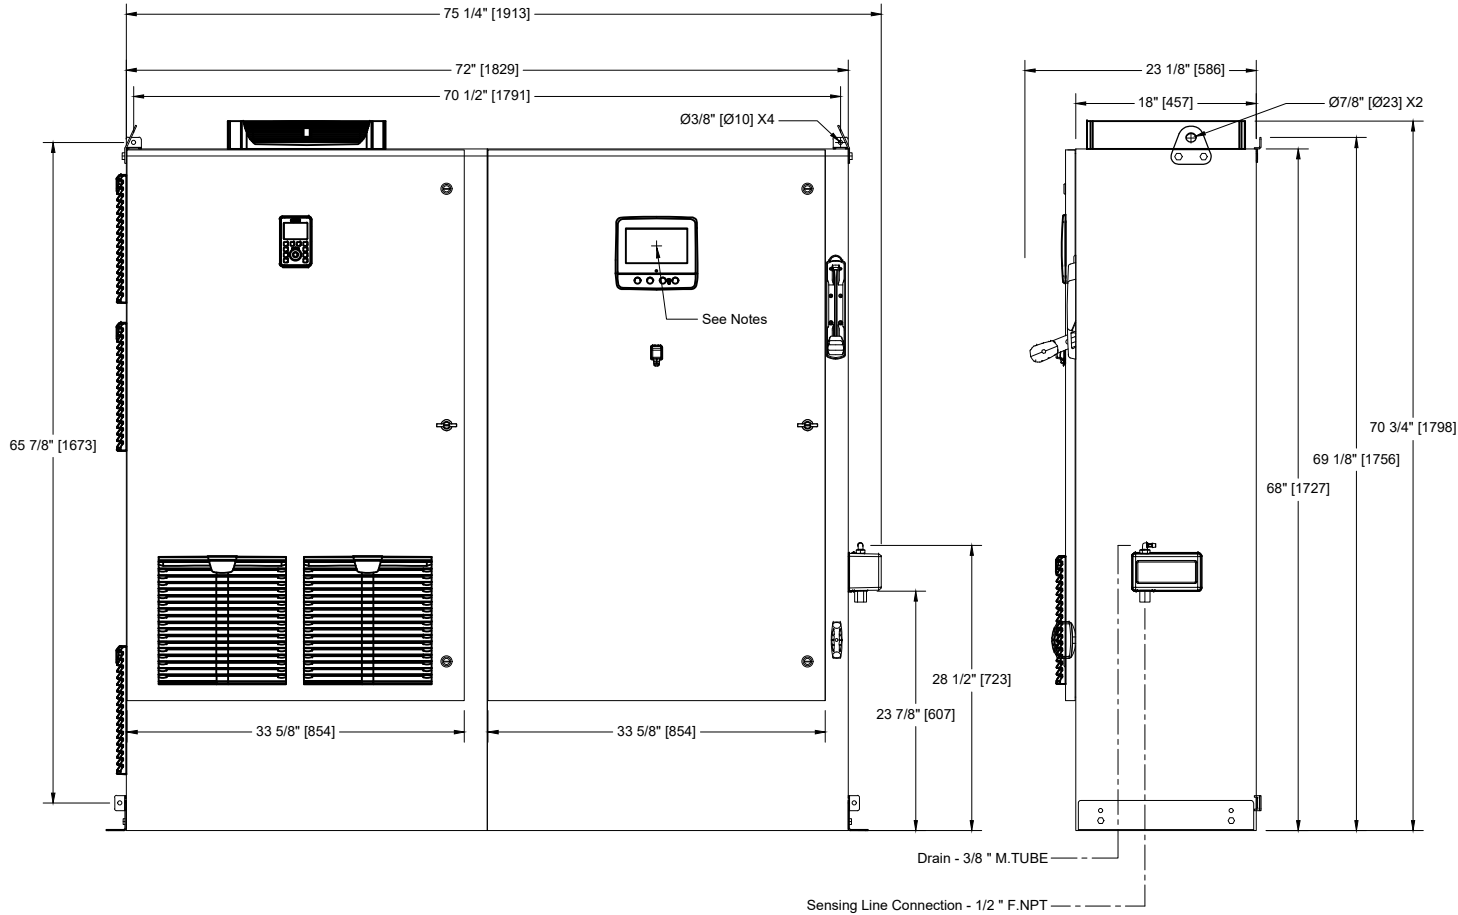 75 1/4" [1913]
72" [1829]
23 1/8" [586]
70 1/2" [1791]
18" [457]
Ø7/8" [Ø23] X2
Ø3/8" [Ø10] X4
See Notes
65 7/8" [1673]
70 3/4" [1798]
69 1/8" [1756]
68" [1727]
28 1/2" [723]
23 7/8" [607]
33 5/8" [854]
33 5/8" [854]
Drain - 3/8 " M.TUBE
Sensing Line Connection - 1/2 " F.NPT